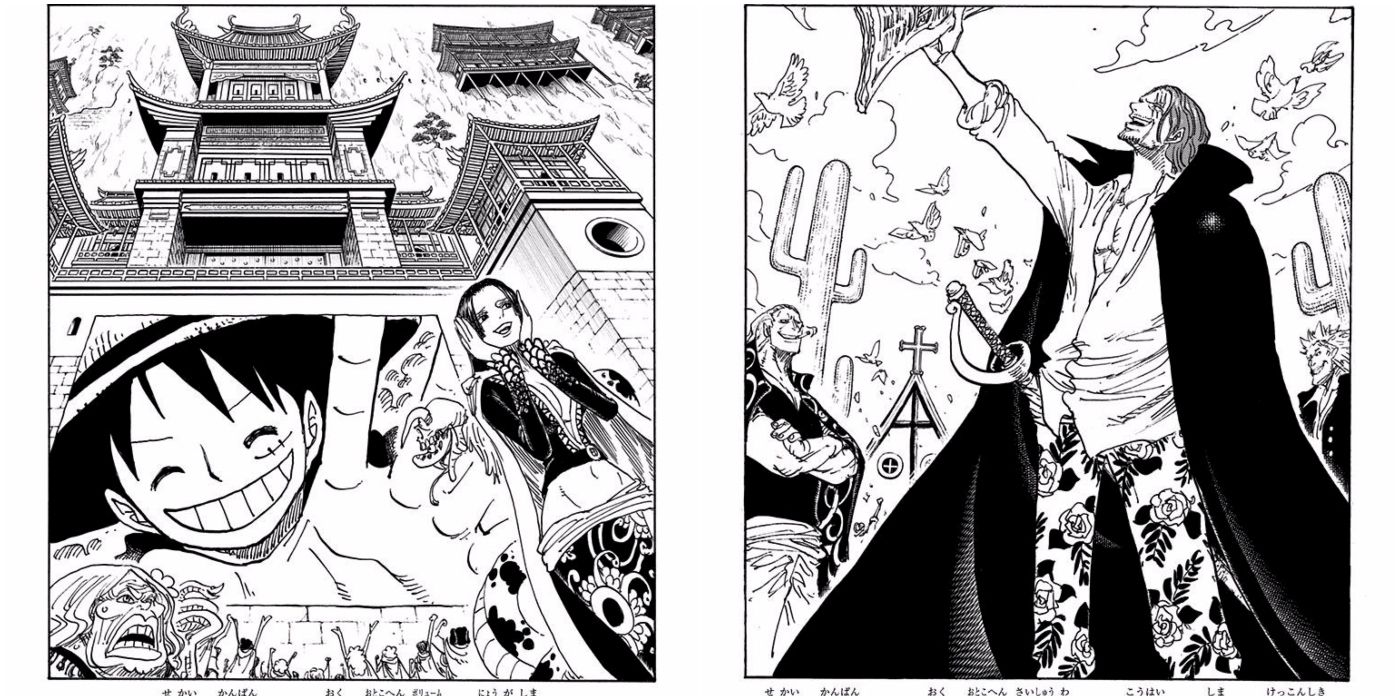 せ かい かんばん おく おとこへん ボリューム にょう が しま
せ かい かんばん おく おとこへん さいしゅう わ こうはい しま けっこんしき